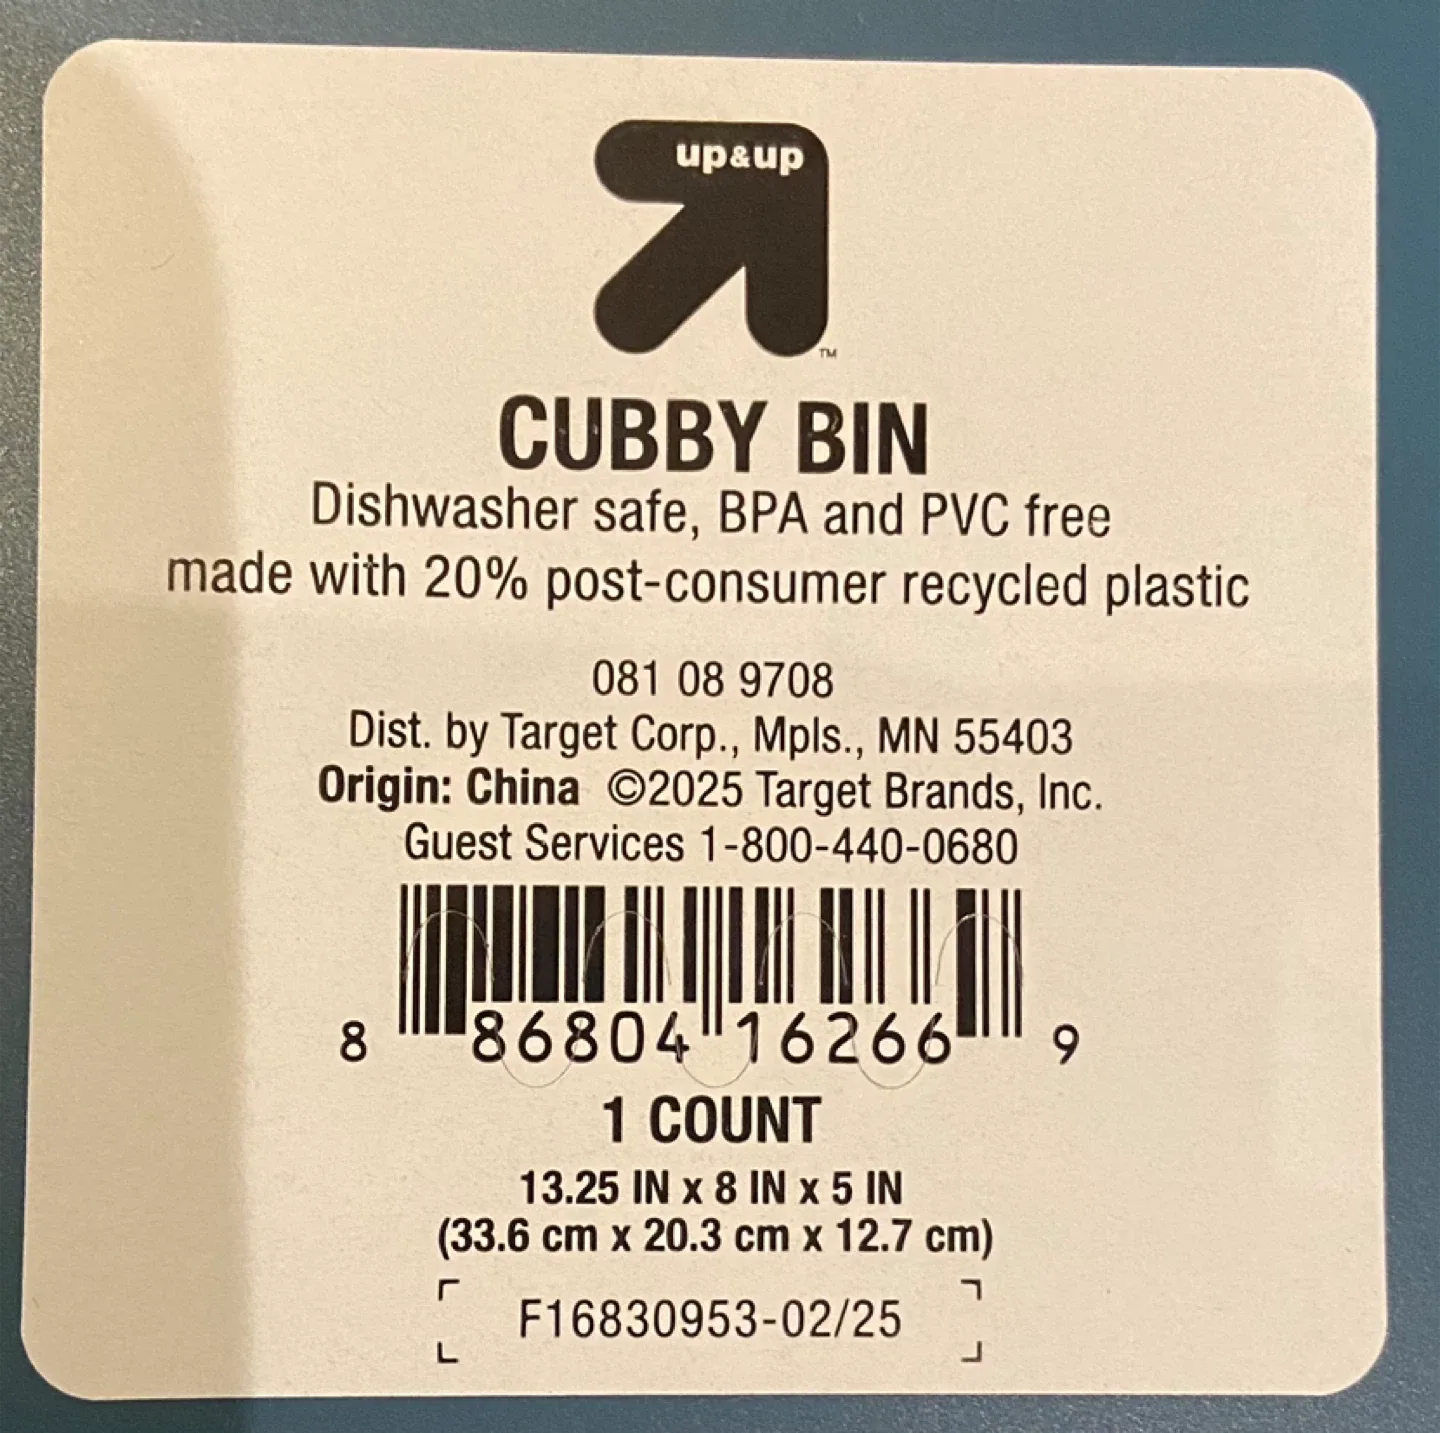 up&up
TM
CUBBY BIN
Dishwasher safe, BPA and PVC free
made with 20% post-consumer recycled plastic
081 08 9708
Dist. by Target Corp., Mpls., MN 55403
Origin: China ©2025 Target Brands, Inc.
Guest Services 1-800-440-0680
8 86804 16266 9
1 COUNT
13.25 IN x 8 IN x 5 IN
(33.6 cm x 20.3 cm x 12.7 cm)
F16830953-02/25